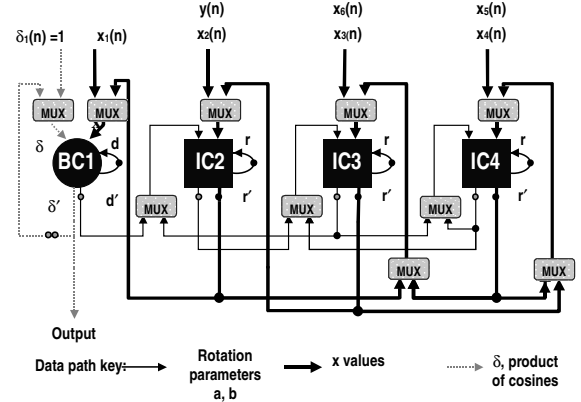 y(n) x₆(n) x₅(n)
δ₁(n) =1 x₁(n) x₂(n) x₃(n) x₄(n)
MUX MUX MUX MUX MUX
δ d r r r
BC1 IC2 IC3 IC4
δ′ d′ r′ r′ r′
MUX MUX MUX
MUX MUX
Output
Data path key: Rotation parameters a, b x values δ, product of cosines